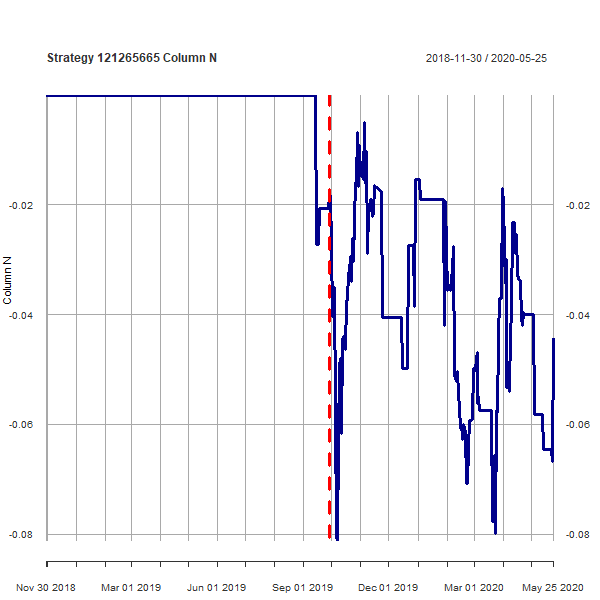 Strategy 121265665 Column N
2018-11-30 / 2020-05-25
-0.02
-0.02
-0.04
-0.04
-0.06
-0.06
-0.08
-0.08
Column N
Nov 30 2018
Mar 01 2019
Jun 01 2019
Sep 01 2019
Dec 01 2019
Mar 01 2020
May 25 2020